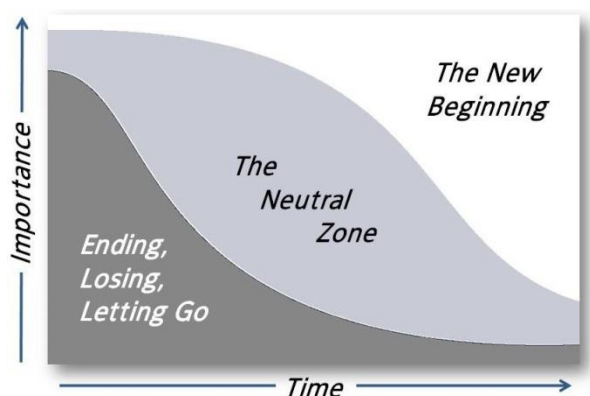 Importance
The New
Beginning
The
Neutral
Zone
Ending,
Losing,
Letting Go
Time